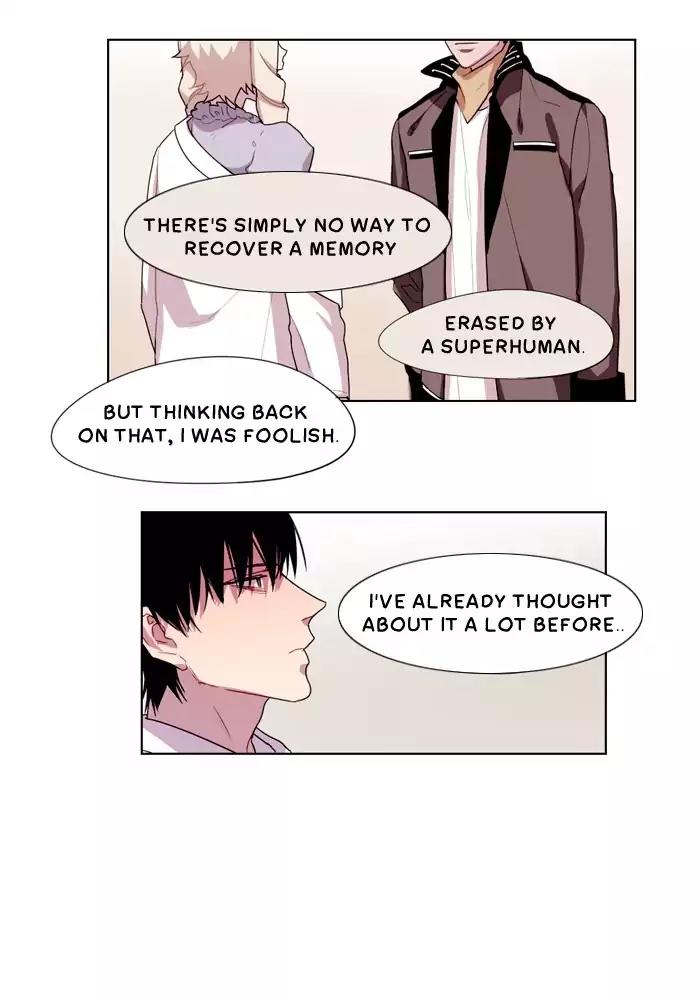 THERE'S SIMPLY NO WAY TO
RECOVER A MEMORY
ERASED BY
A SUPERHUMAN.
BUT THINKING BACK
ON THAT, I WAS FOOLISH.
I'VE ALREADY THOUGHT
ABOUT IT A LOT BEFORE..